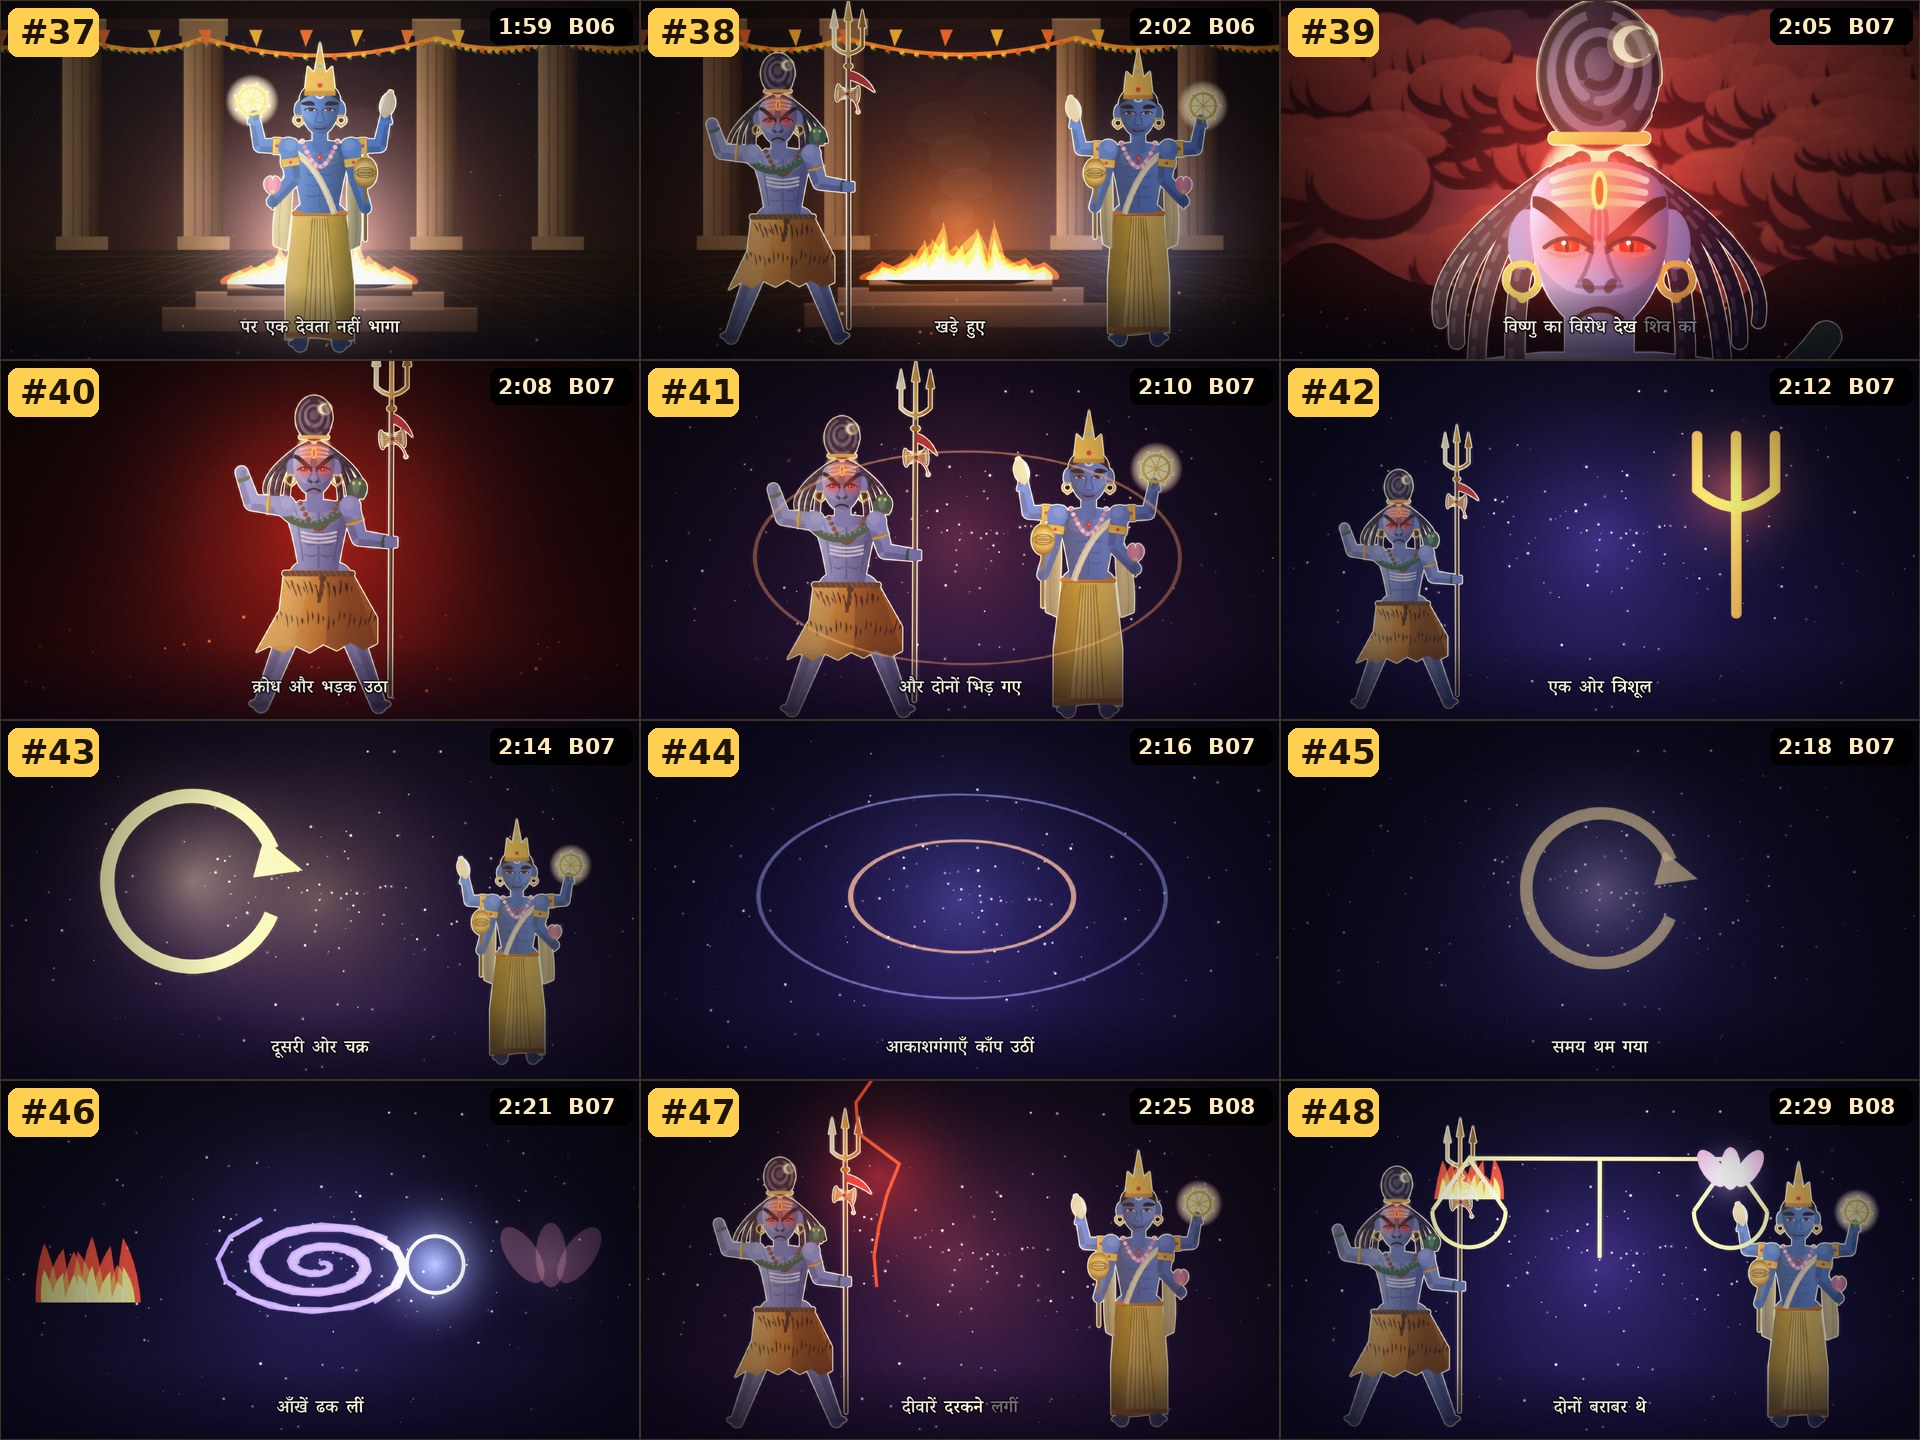 #37
1:59 B06
पर एक देवता नहीं भागा
#38
2:02 B06
खड़े हुए
#39
2:05 B07
विष्णु का विरोध देख शिव का
#40
2:08 B07
क्रोध और भड़क उठा
#41
2:10 B07
और दोनों भिड़ गए
#42
2:12 B07
एक ओर त्रिशूल
#43
2:14 B07
दूसरी ओर चक्र
#44
2:16 B07
आकाशगंगाएँ काँप उठीं
#45
2:18 B07
समय थम गया
#46
2:21 B07
आँखें ढक लीं
#47
2:25 B08
दीवारें दरकने लगीं
#48
2:29 B08
दोनों बराबर थे